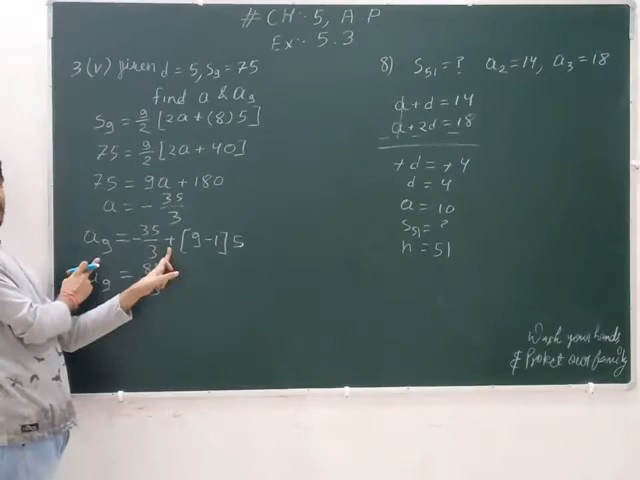 # CH-5, A.P
Ex:- 5.3
3(v) given d = 5, S9 = 75
find a & a9
S9 = 9/2 [2a + (8) 5]
75 = 9/2 [2a + 40]
75 = 9a + 180
a = - 35/3
a9 = - 35/3 + [9-1] 5
a9 = 8
8) S51 = ? a2 = 14, a3 = 18
a + d = 14
a + 2d = 18
- - -
+ d = + 4
d = 4
a = 10
S51 = ?
n = 51
Wash your hands
& Protect our family